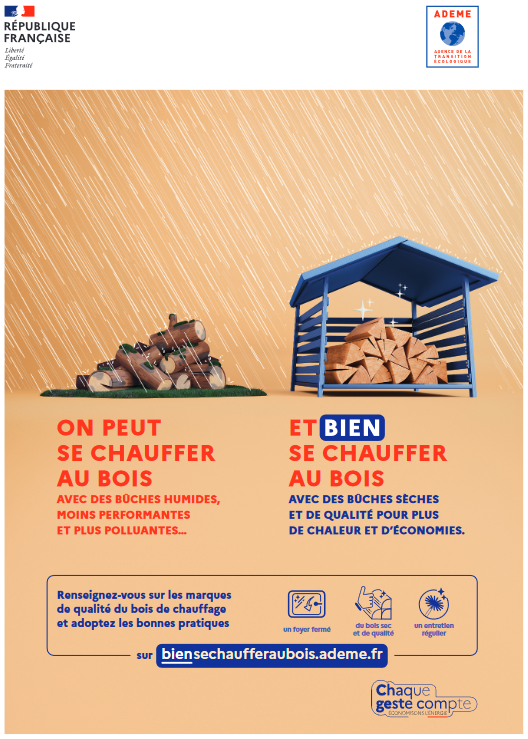 RÉPUBLIQUE
FRANÇAISE
Liberté
Égalité
Fraternité
ADEME
AGENCE DE LA
TRANSITION
ÉCOLOGIQUE
ON PEUT
SE CHAUFFER
AU BOIS
AVEC DES BÛCHES HUMIDES,
MOINS PERFORMANTES
ET PLUS POLLUANTES...
ET BIEN
SE CHAUFFER
AU BOIS
AVEC DES BÛCHES SÈCHES
ET DE QUALITÉ POUR PLUS
DE CHALEUR ET D'ÉCONOMIES.
Renseignez-vous sur les marques
de qualité du bois de chauffage
et adoptez les bonnes pratiques
un foyer fermé
du bois sec
et de qualité
un entretien
régulier
sur biensechaufferaubois.ademe.fr
Chaque
geste compte
ÉCONOMISONS L'ÉNERGIE